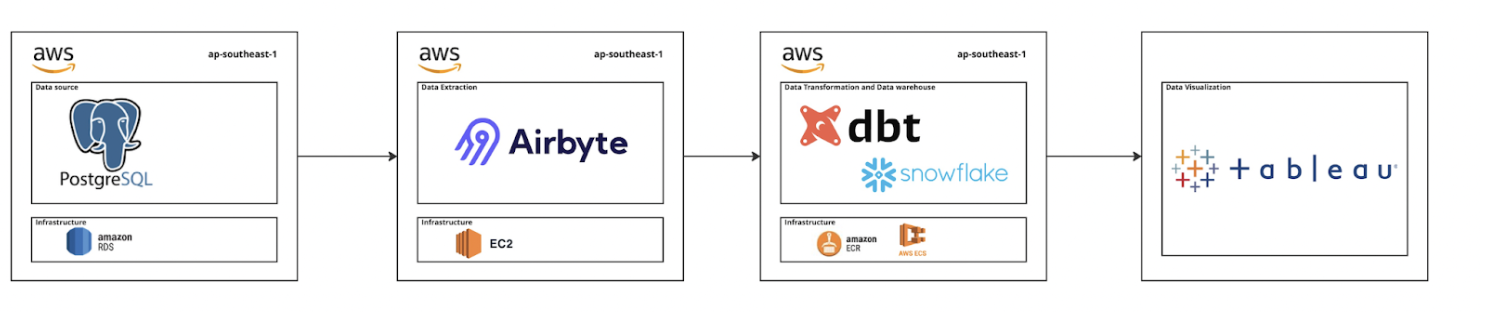 aws
ap-southeast-1
Data source
PostgreSQL
Infrastructure
amazon
RDS
aws
ap-southeast-1
Data Extraction
Airbyte
Infrastructure
EC2
aws
ap-southeast-1
Data Transformation and Data warehouse
dbt
snowflake
Infrastructure
amazon
ECR
AWS ECS
Data Visualization
+ableau